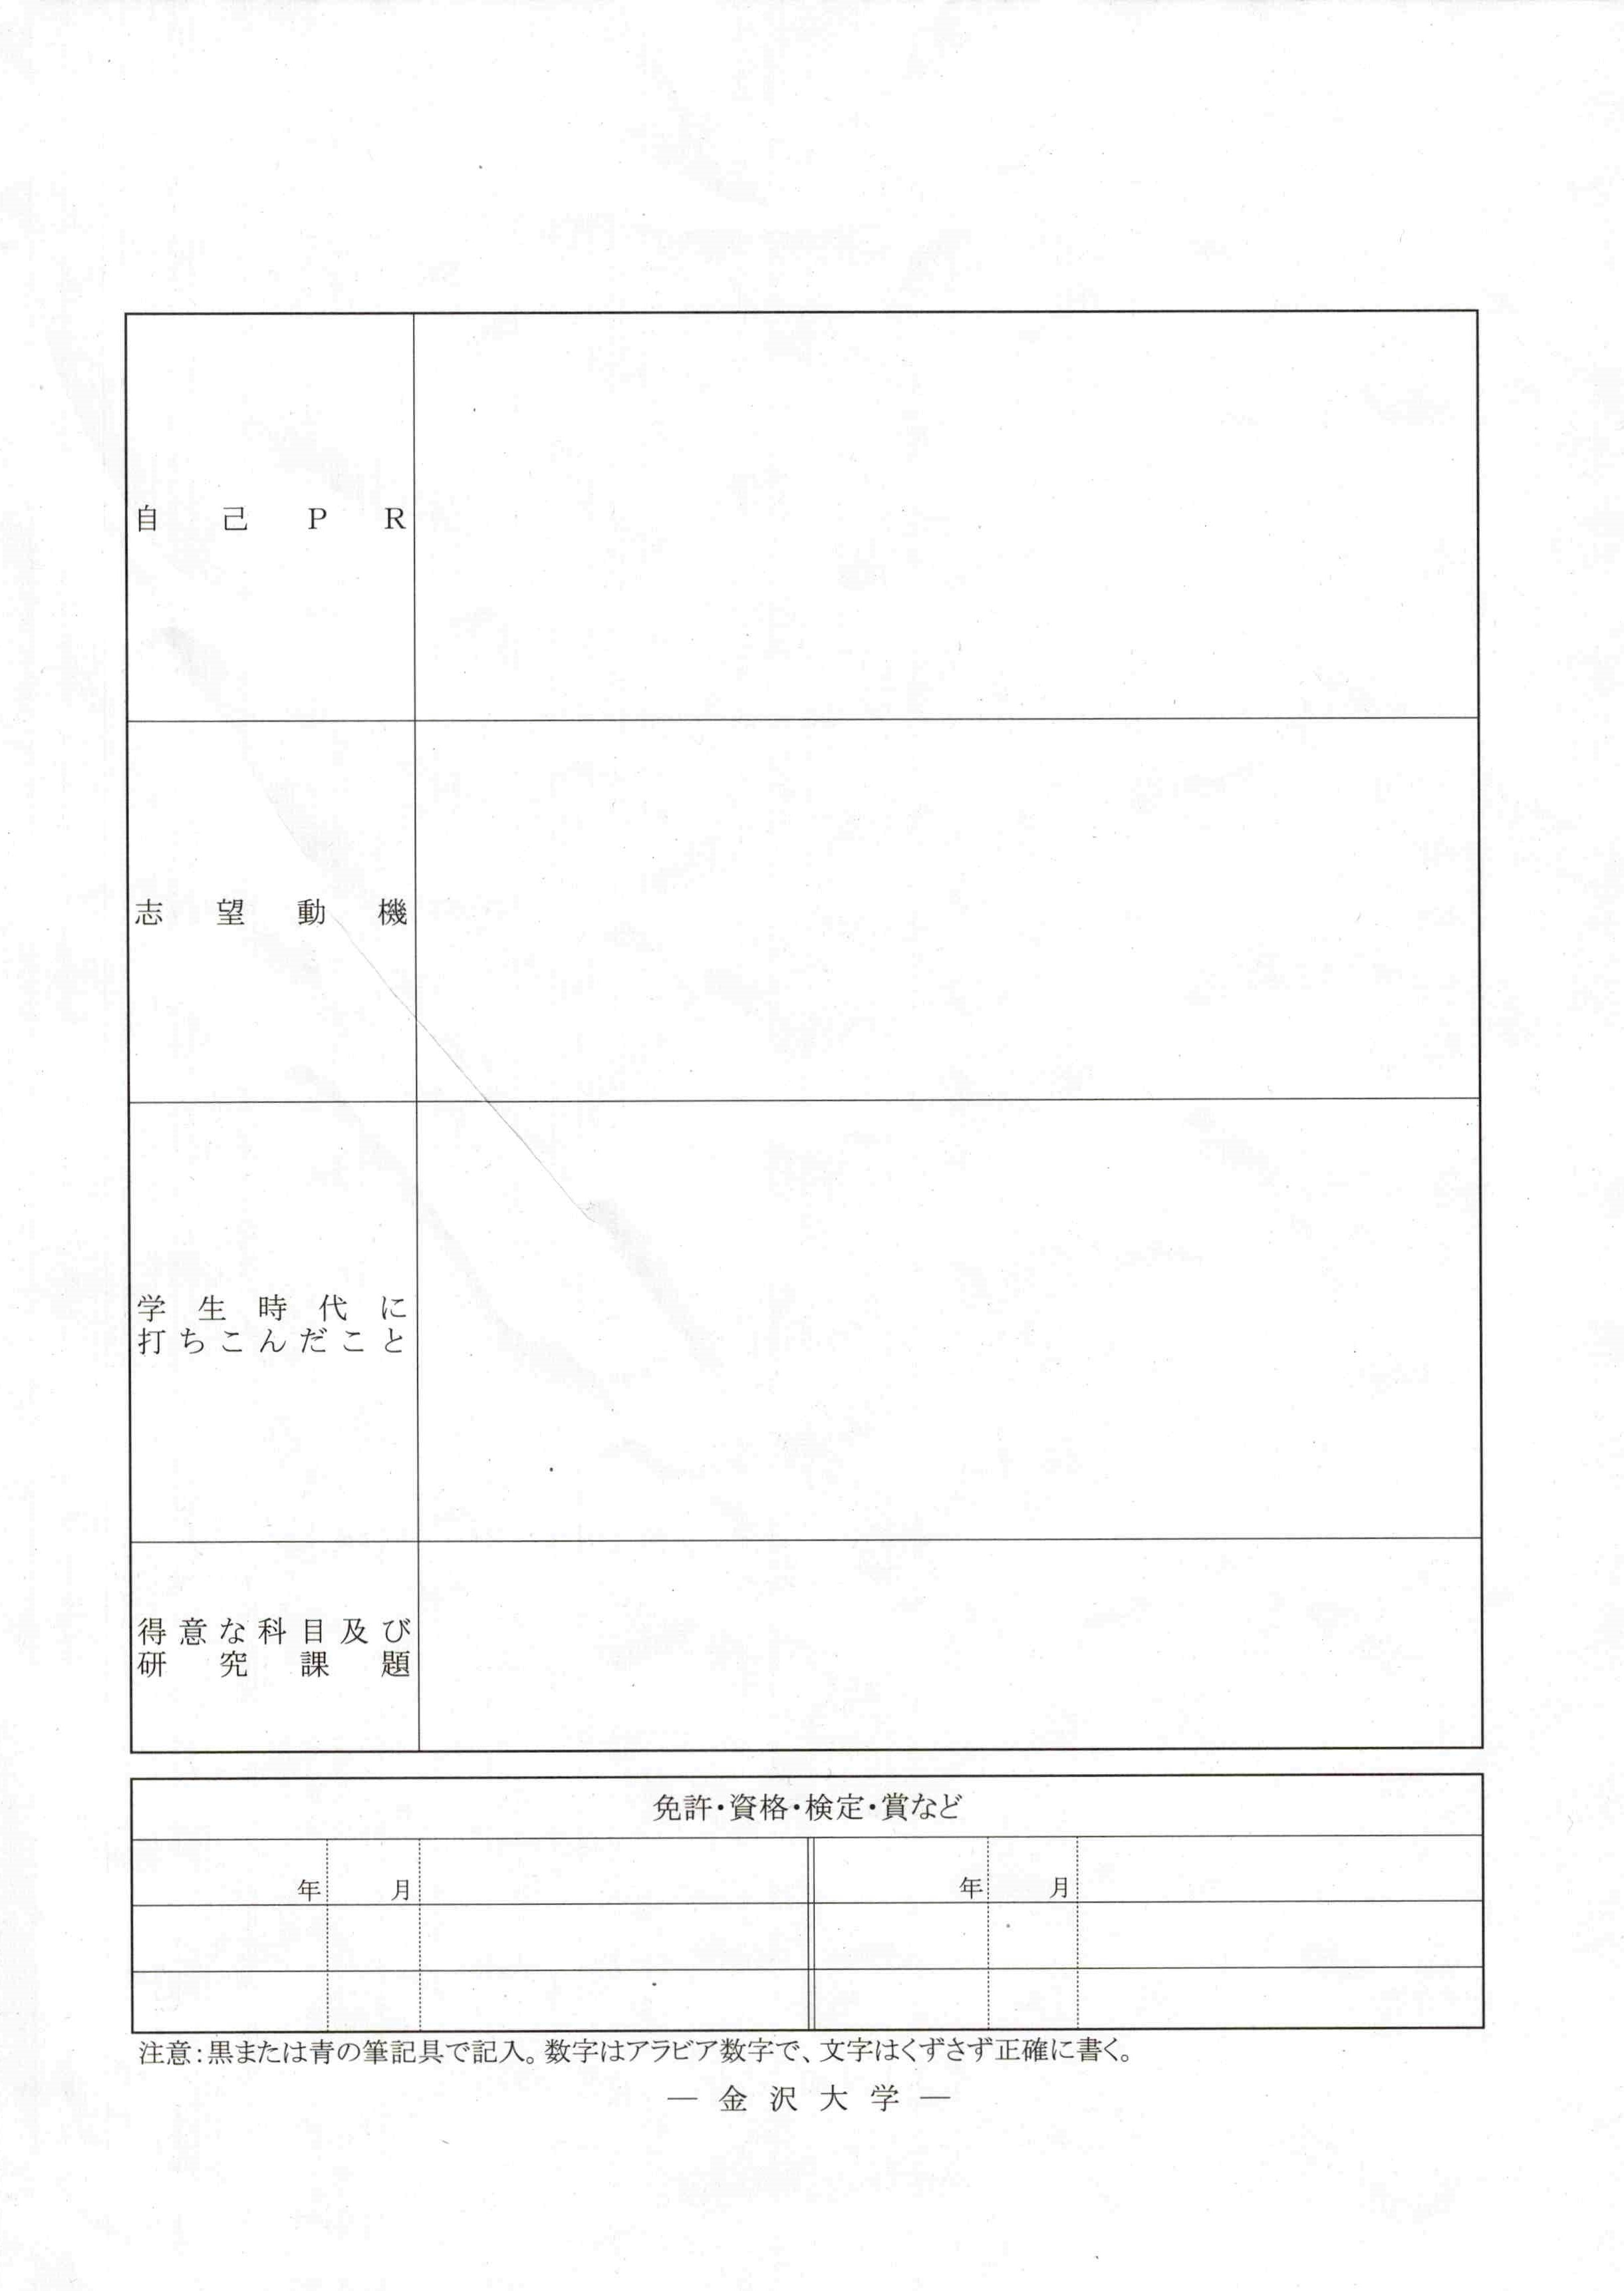 自己PR
志望動機
学生時代に
打ちこんだこと
得意な科目及び
研究課題
免許・資格・検定・賞など
年 月 年 月
注意：黒または青の筆記具で記入。数字はアラビア数字で、文字はくずさず正確に書く。
― 金沢大学 ―